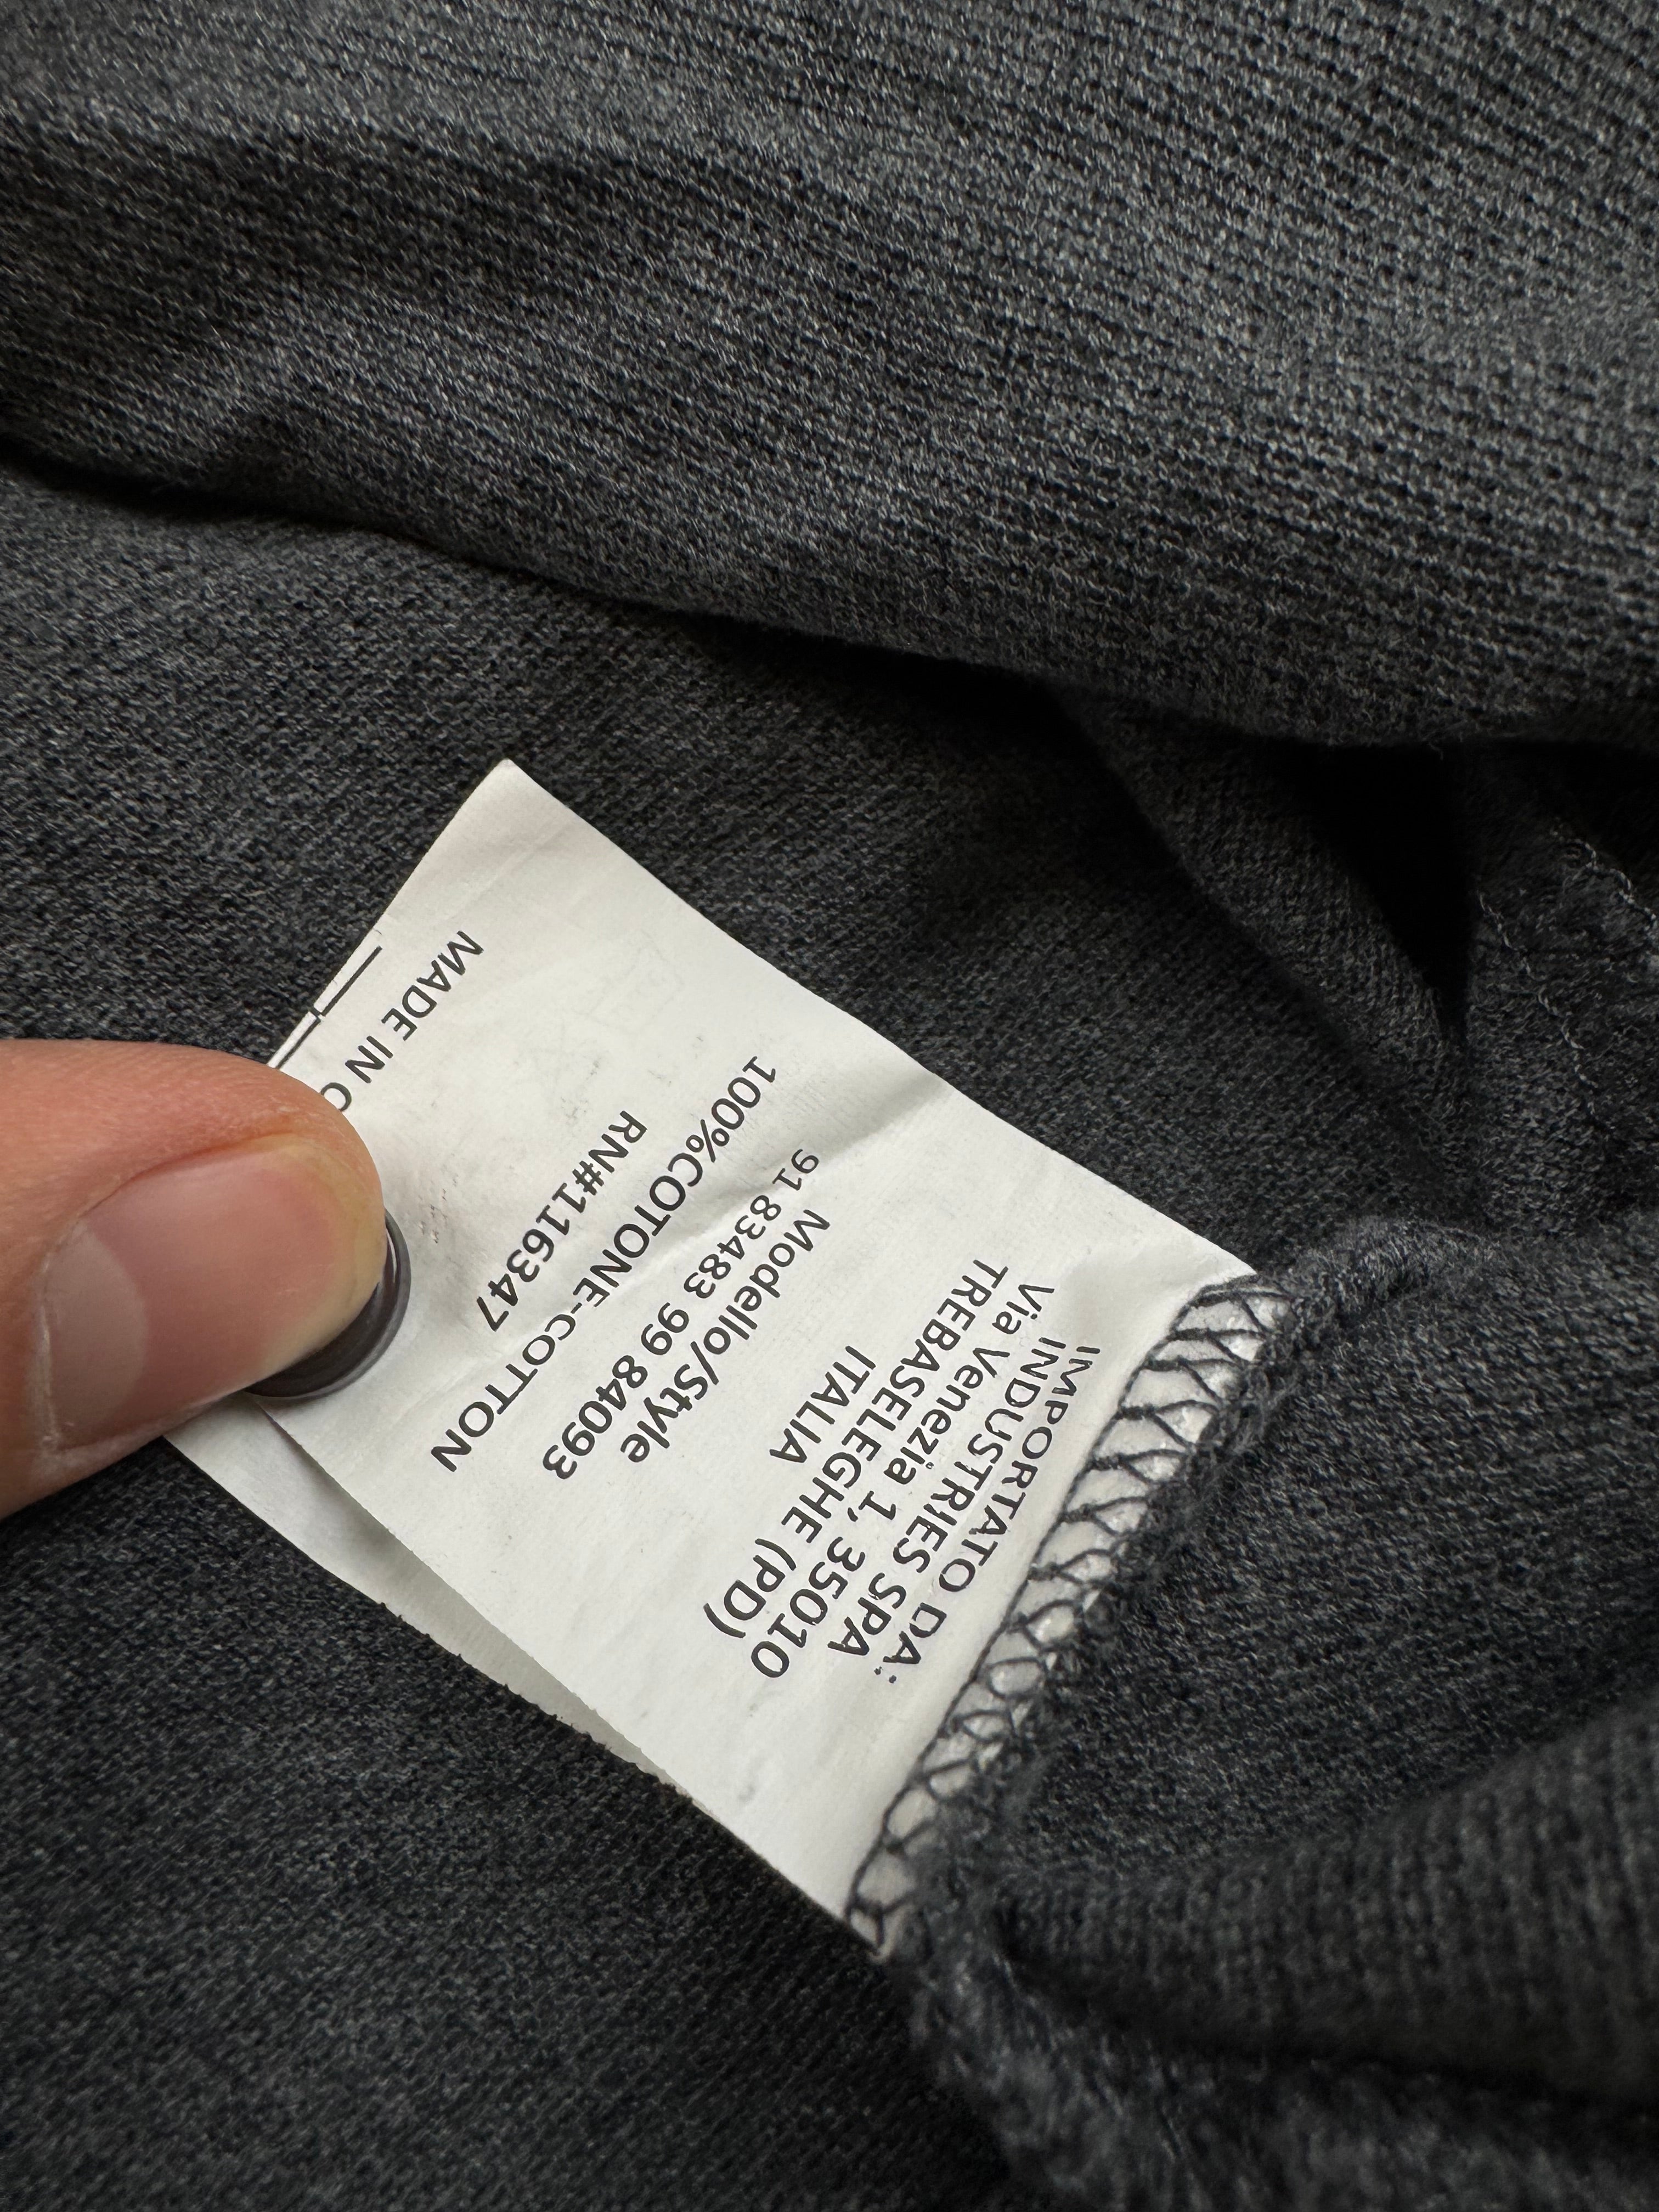 IMPORTATO DA:
INDUSTRIES SPA
Via Venezia 1, 35010
TREBASELEGHE (PD)
ITALIA
Modello/Style
91 83483 99 84093
100%COTONE-COTTON
RN#116347
MADE IN